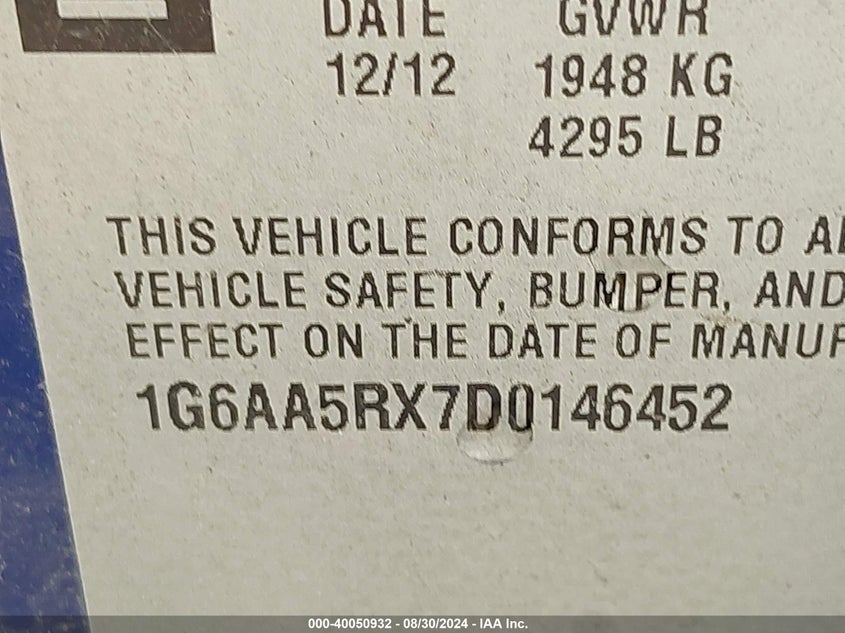 DATE GVWR
12/12 1948 KG
4295 LB
THIS VEHICLE CONFORMS TO
VEHICLE SAFETY, BUMPER, AND
EFFECT ON THE DATE OF MANUF
1G6AA5RX7D0146452
000-40050932 - 08/30/2024 - IAA Inc.